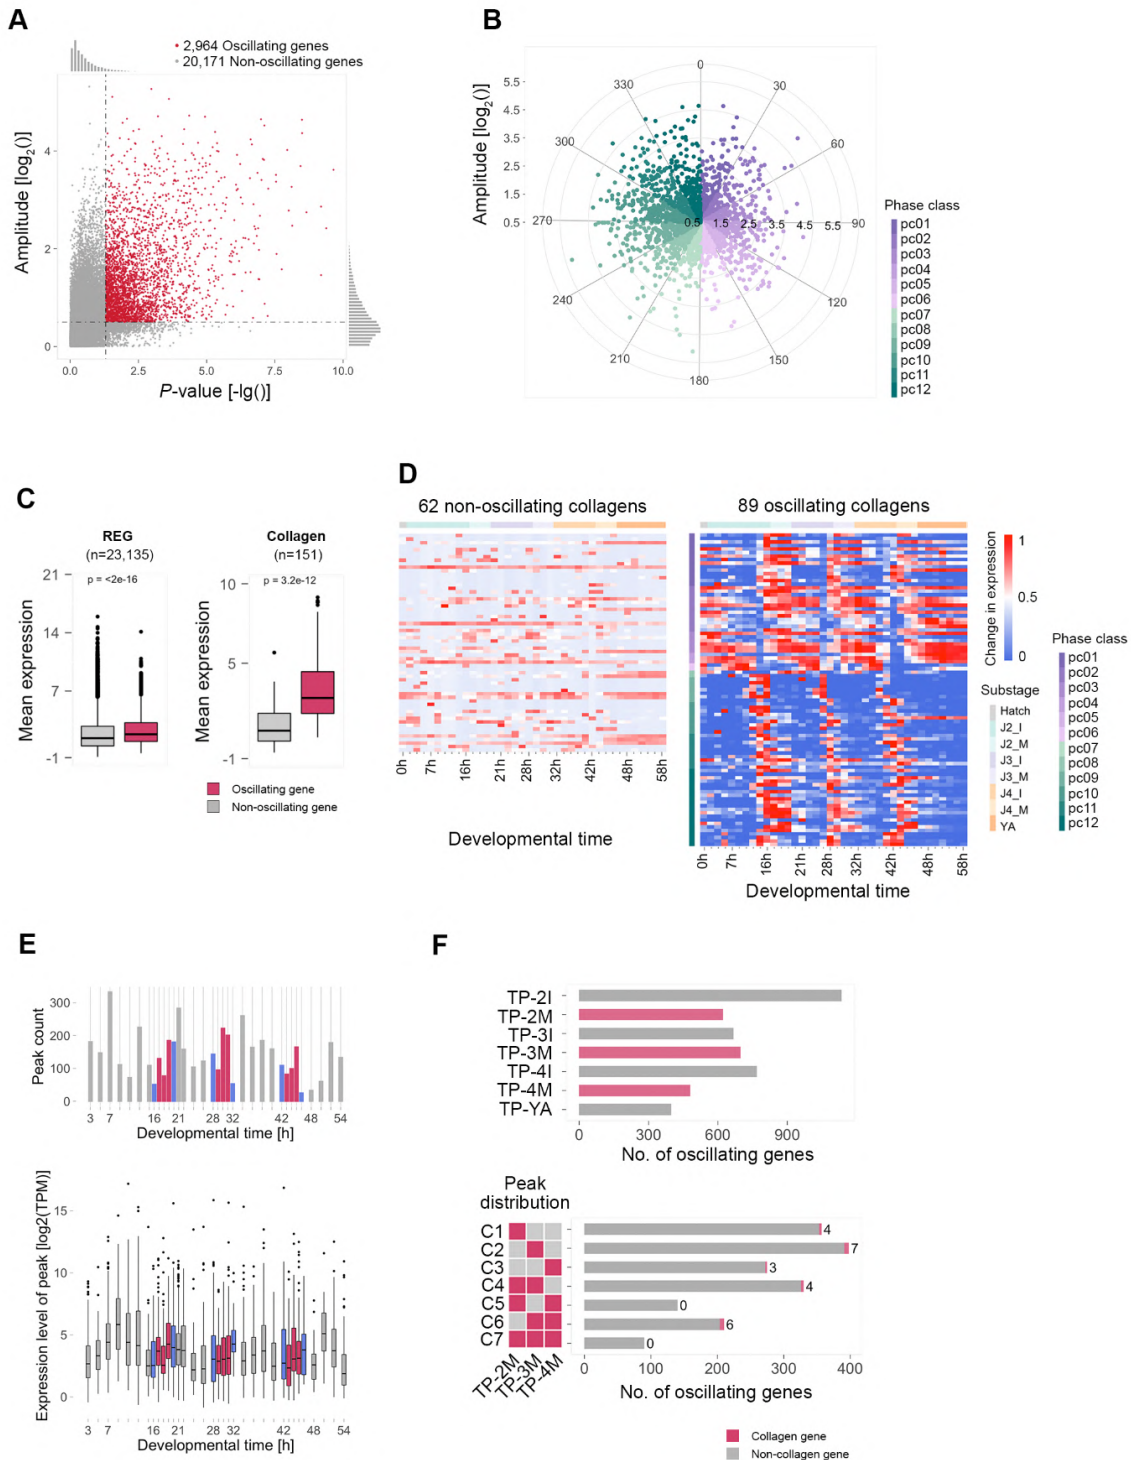 A
2,964 Oscillating genes
20,171 Non-oscillating genes
Amplitude [log2()]
4
2
0
0.0
2.5
5.0
7.5
10.0
P-value [-lg()]
B
Amplitude [log2()]
5.5
4.5
3.5
2.5
1.5
0.5
0
30
60
90
120
150
180
210
240
270
300
330
0.5 1.5 2.5 3.5 4.5 5.5
Phase class
pc01
pc02
pc03
pc04
pc05
pc06
pc07
pc08
pc09
pc10
pc11
pc12
C
REG
(n=23,135)
p = <2e-16
Mean expression
21
14
7
-1
Collagen
(n=151)
p = 3.2e-12
Mean expression
10
5
-1
Oscillating gene
Non-oscillating gene
D
62 non-oscillating collagens
0h
7h
16h
21h
28h
32h
42h
48h
58h
Developmental time
89 oscillating collagens
0h
7h
16h
21h
28h
32h
42h
48h
58h
Developmental time
Change in expression
1
0.5
0
Substage
Hatch
J2_I
J2_M
J3_I
J3_M
J4_I
J4_M
YA
Phase class
pc01
pc02
pc03
pc04
pc05
pc06
pc07
pc08
pc09
pc10
pc11
pc12
E
Peak count
300
200
100
0
3 7 16 21 28 32 42 48 54
Developmental time [h]
Expression level of peak [log2(TPM)]
15
10
5
0
3 7 16 21 28 32 42 48 54
Developmental time [h]
F
TP-2I
TP-2M
TP-3I
TP-3M
TP-4I
TP-4M
TP-YA
0 300 600 900
No. of oscillating genes
Peak
distribution
C1 4
C2 7
C3 3
C4 4
C5 0
C6 6
C7 0
TP-2M
TP-3M
TP-4M
0 100 200 300 400
No. of oscillating genes
Collagen gene
Non-collagen gene